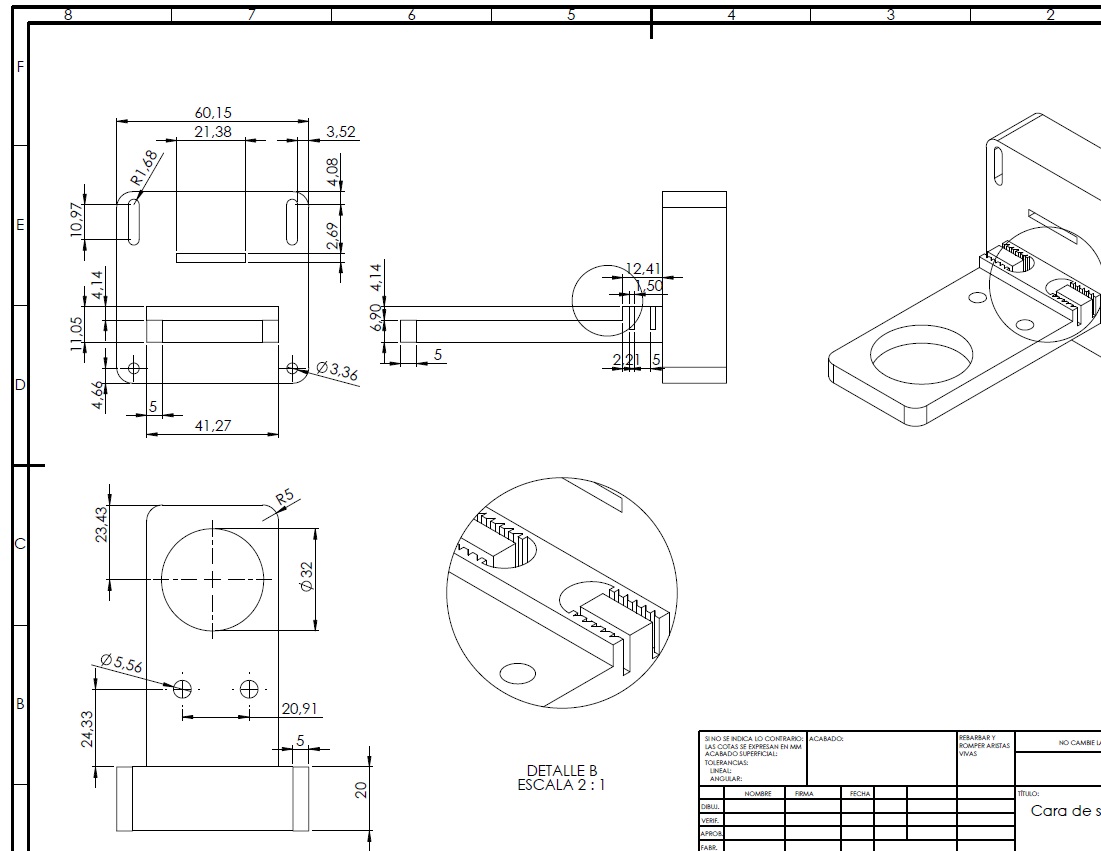 8 7 6 5 4 3 2
F
E
D
C
B
60,15
21,38
3,52
R1,68
4,08
10,97
2,69
4,14
11,05
4,66
5
41,27
Ø3,36
4,14
6,90
5
12,41
1,50
2,21
5
23,43
R5
Ø32
Ø5,56
24,33
20,91
5
20
DETALLE B
ESCALA 2 : 1
SI NO SE INDICA LO CONTRARIO:
LAS COTAS SE EXPRESAN EN MM
ACABADO SUPERFICIAL:
TOLERANCIAS:
LINEAL:
ANGULAR:
ACABADO:
REBARBAR Y
ROMPER ARISTAS
VIVAS
NO CAMBIE LA
NOMBRE FIRMA FECHA
DIBUJ.
VERIF.
APROB.
FABR.
TÍTULO:
Cara de s